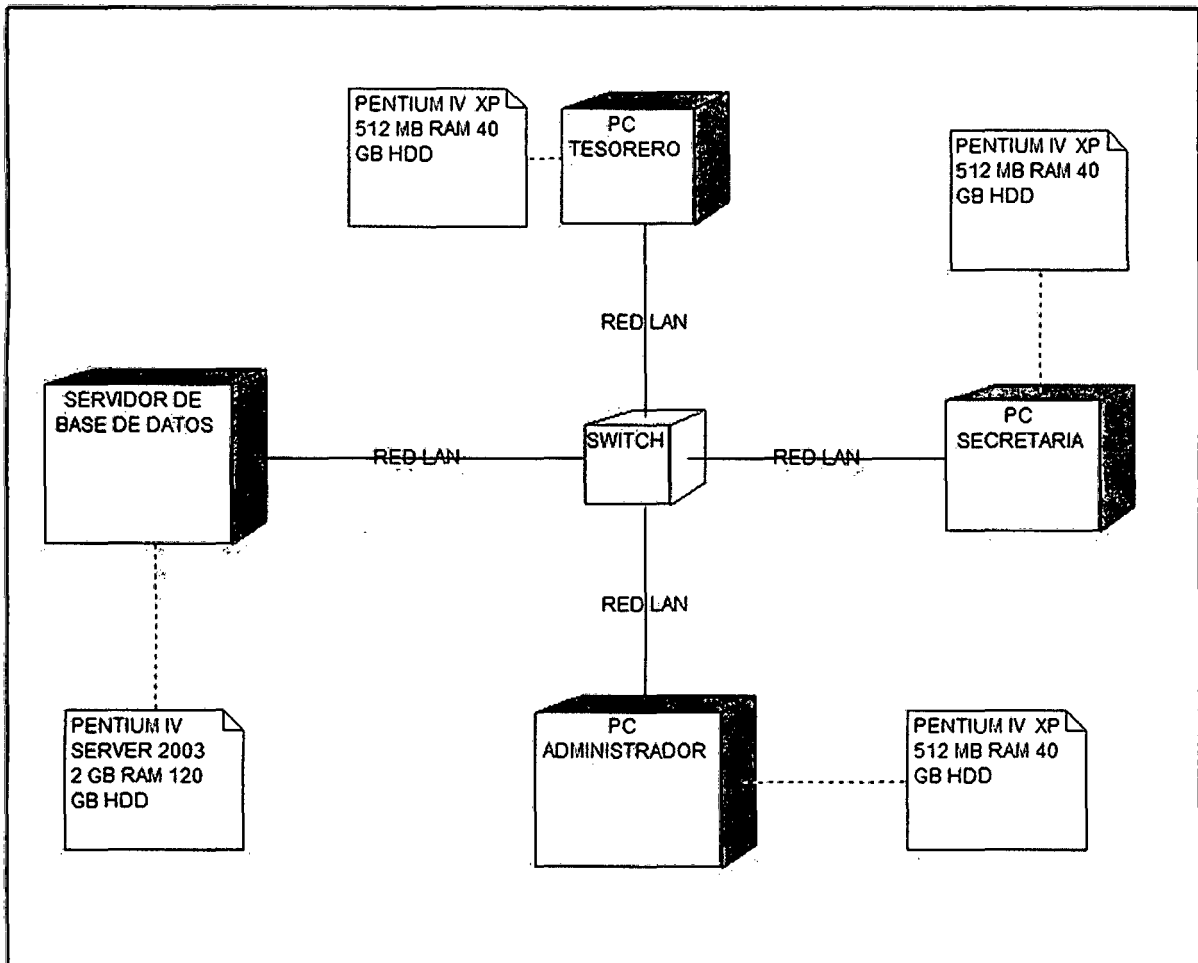 PENTIUM IV XP
512 MB RAM 40
GB HDD
PC
TESORERO
PENTIUM IV XP
512 MB RAM 40
GB HDD
RED LAN
SERVIDOR DE
BASE DE DATOS
RED LAN
SWITCH
RED LAN
PC
SECRETARIA
RED LAN
PENTIUM IV
SERVER 2003
2 GB RAM 120
GB HDD
PC
ADMINISTRADOR
PENTIUM IV XP
512 MB RAM 40
GB HDD